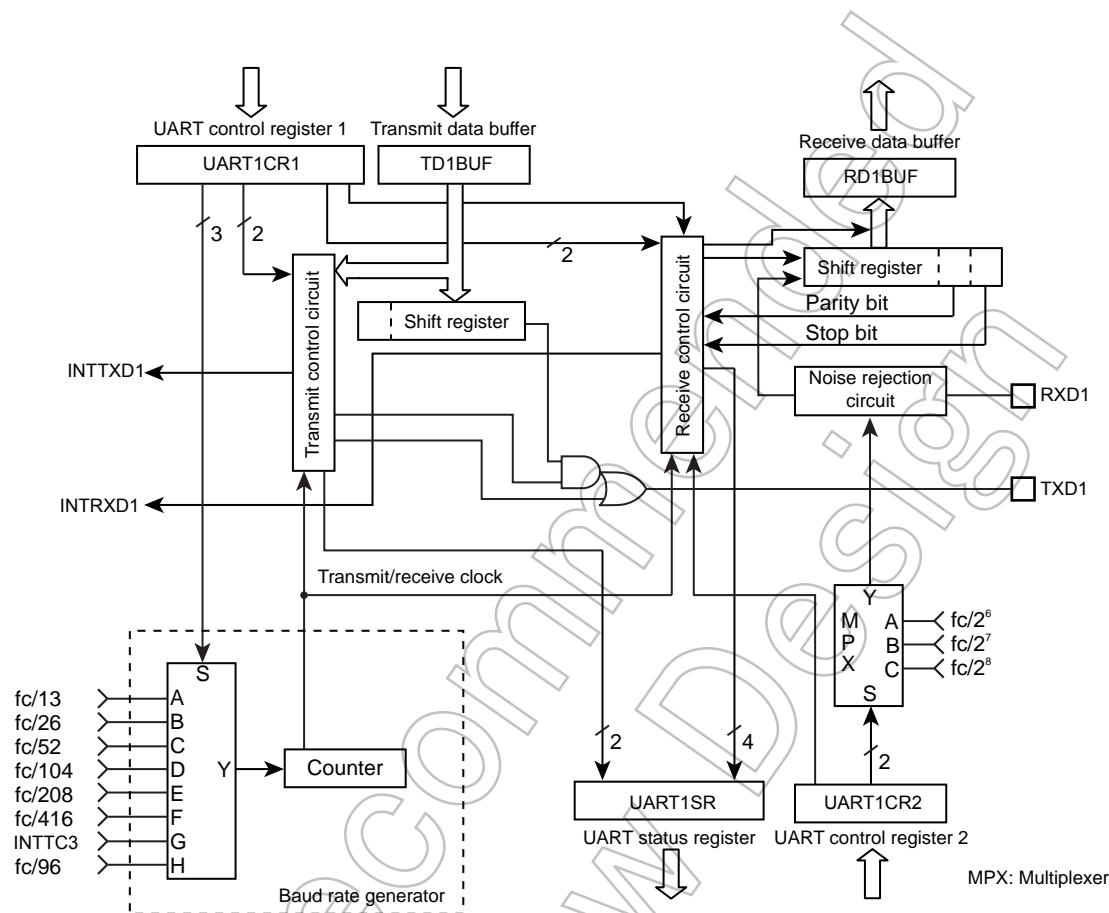 UART control register 1
Transmit data buffer
Receive data buffer
UART1CR1
TD1BUF
RD1BUF
3
2
2
Shift register
Transmit control circuit
Shift register
Receive control circuit
Parity bit
Stop bit
INTTXD1
Noise rejection
circuit
RXD1
INTRXD1
TXD1
Transmit/receive clock
Y
M
P
X
A
B
C
S
fc/2⁶
fc/2⁷
fc/2⁸
S
fc/13
A
fc/26
B
fc/52
C
fc/104
D
fc/208
E
fc/416
F
INTTC3
G
fc/96
H
Y
Counter
2
4
2
UART1SR
UART1CR2
UART status register
UART control register 2
Baud rate generator
MPX: Multiplexer
ecommended
w Design